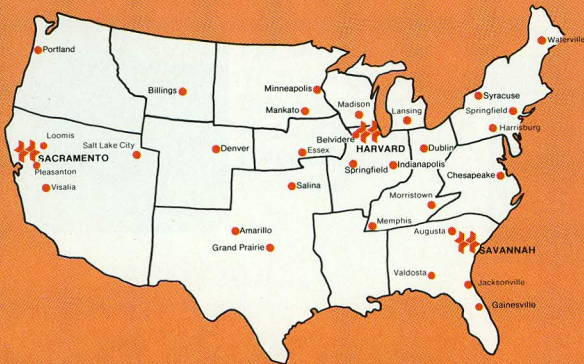 Portland
Waterville
Billings
Minneapolis
Mankato
Madison
Lansing
Syracuse
Springfield
Harrisburg
Loomis
Salt Lake City
SACRAMENTO
Pleasanton
Visalia
Denver
Belvidere
Essex
HARVARD
Dublin
Springfield
Indianapolis
Chesapeake
Salina
Morristown
Memphis
Augusta
SAVANNAH
Amarillo
Grand Prairie
Valdosta
Jacksonville
Gainesville